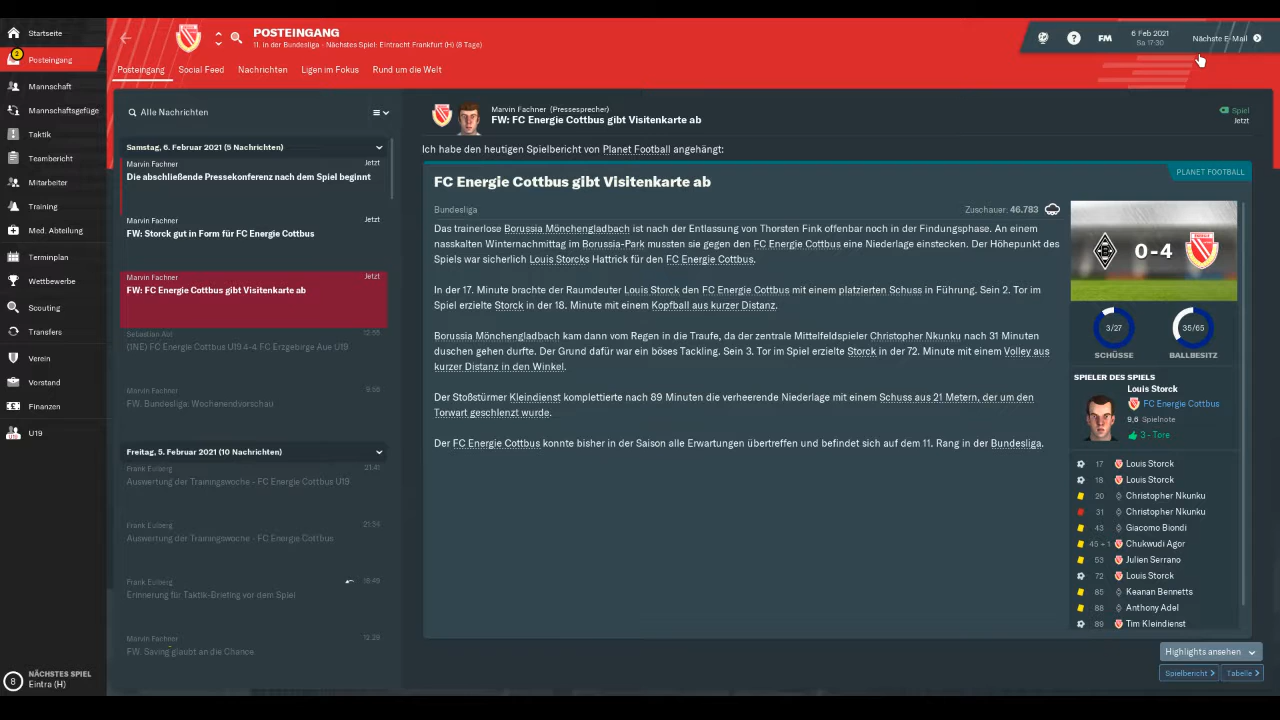 Startseite
2
Posteingang
Mannschaft
Mannschaftsgefüge
Taktik
Teambericht
Mitarbeiter
Training
Med. Abteilung
Terminplan
Wettbewerbe
Scouting
Transfers
Verein
Vorstand
Finanzen
U19
U19
8
NÄCHSTES SPIEL
Eintra (H)
POSTEINGANG
11. in der Bundesliga - Nächstes Spiel: Eintracht Frankfurt (H) (8 Tage)
?
FM
6 Feb 2021
Sa 17:30
Nächste E-Mail
Posteingang
Social Feed
Nachrichten
Ligen im Fokus
Rund um die Welt
Alle Nachrichten
Samstag, 6. Februar 2021 (5 Nachrichten)
Marvin Fachner
Jetzt
Die abschließende Pressekonferenz nach dem Spiel beginnt
Marvin Fachner
Jetzt
FW: Storck gut in Form für FC Energie Cottbus
Marvin Fachner
Jetzt
FW: FC Energie Cottbus gibt Visitenkarte ab
Sebastian Abt
12:55
(1NE) FC Energie Cottbus U19 4-4 FC Erzgebirge Aue U19
Marvin Fachner
9:56
FW: Bundesliga: Wochenendvorschau
Freitag, 5. Februar 2021 (10 Nachrichten)
Frank Eulberg
21:41
Auswertung der Trainingswoche - FC Energie Cottbus U19
Frank Eulberg
21:34
Auswertung der Trainingswoche - FC Energie Cottbus
Frank Eulberg
18:49
Erinnerung für Taktik-Briefing vor dem Spiel
Marvin Fachner
12:29
FW: Saving glaubt an die Chance
Marvin Fachner (Pressesprecher)
FW: FC Energie Cottbus gibt Visitenkarte ab
Spiel
Jetzt
Ich habe den heutigen Spielbericht von Planet Football angehängt:
PLANET FOOTBALL
FC Energie Cottbus gibt Visitenkarte ab
Bundesliga
Zuschauer: 46.783
Das trainerlose Borussia Mönchengladbach ist nach der Entlassung von Thorsten Fink offenbar noch in der Findungsphase. An einem
nasskalten Winternachmittag im Borussia-Park mussten sie gegen den FC Energie Cottbus eine Niederlage einstecken. Der Höhepunkt des
Spiels war sicherlich Louis Storcks Hattrick für den FC Energie Cottbus.
In der 17. Minute brachte der Raumdeuter Louis Storck den FC Energie Cottbus mit einem platzierten Schuss in Führung. Sein 2. Tor im
Spiel erzielte Storck in der 18. Minute mit einem Kopfball aus kurzer Distanz.
Borussia Mönchengladbach kam dann vom Regen in die Traufe, da der zentrale Mittelfeldspieler Christopher Nkunku nach 31 Minuten
duschen gehen durfte. Der Grund dafür war ein böses Tackling. Sein 3. Tor im Spiel erzielte Storck in der 72. Minute mit einem Volley aus
kurzer Distanz in den Winkel.
Der Stoßstürmer Kleindienst komplettierte nach 89 Minuten die verheerende Niederlage mit einem Schuss aus 21 Metern, der um den
Torwart geschlenzt wurde.
Der FC Energie Cottbus konnte bisher in der Saison alle Erwartungen übertreffen und befindet sich auf dem 11. Rang in der Bundesliga.
0-4
3/27
SCHÜSSE
35/65
BALLBESITZ
SPIELER DES SPIELS
Louis Storck
FC Energie Cottbus
9,6 Spielnote
3 - Tore
17 Louis Storck
18 Louis Storck
20 Christopher Nkunku
31 Christopher Nkunku
43 Giacomo Biondi
45 + 1 Chukwudi Agor
53 Julien Serrano
72 Louis Storck
85 Keanan Bennetts
88 Anthony Adel
89 Tim Kleindienst
Highlights ansehen
Spielbericht
Tabelle